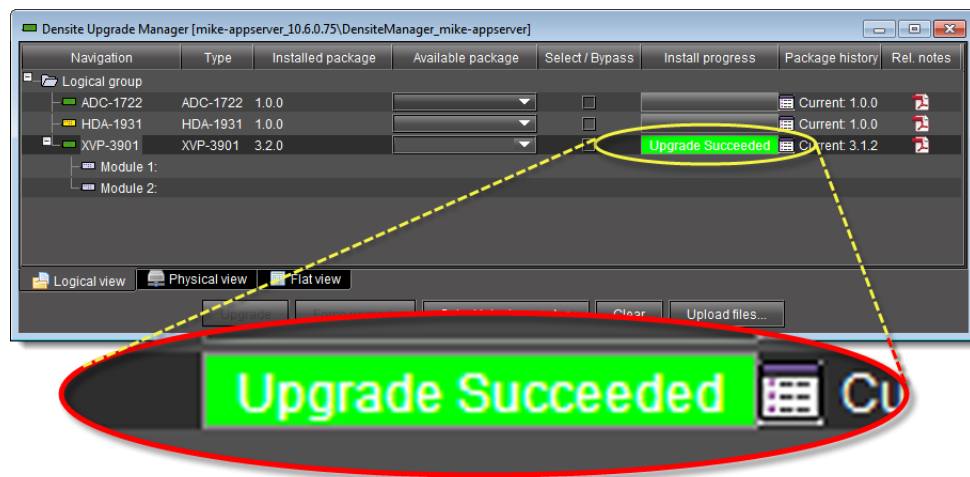 Densite Upgrade Manager [mike-appserver_10.6.0.75\DensiteManager_mike-appserver]
Navigation Type Installed package Available package Select / Bypass Install progress Package history Rel. notes
Logical group
ADC-1722 ADC-1722 1.0.0 Current: 1.0.0
HDA-1931 HDA-1931 1.0.0 Current: 1.0.0
XVP-3901 XVP-3901 3.2.0 Upgrade Succeeded Current: 3.1.2
Module 1:
Module 2:
Logical view Physical view Flat view
Upgrade Clear Upload files...
Upgrade Succeeded Cu